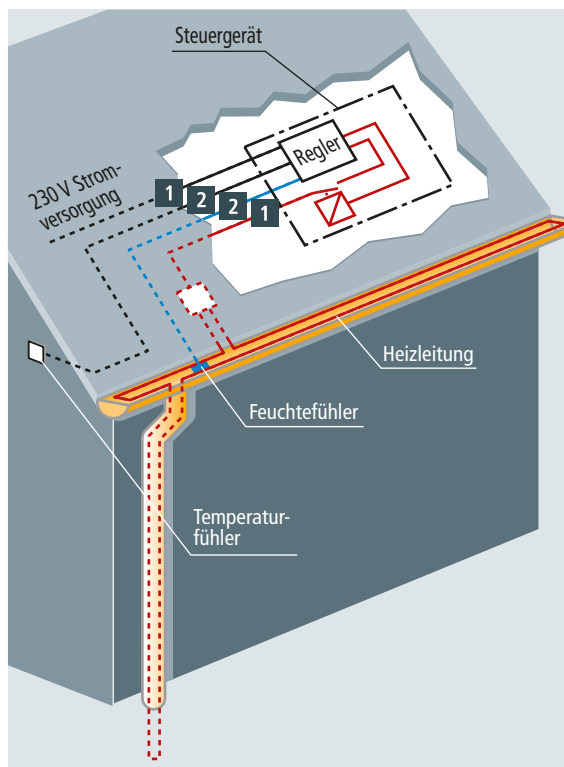 Steuergerät
Regler
230 V Strom-
versorgung
1
2
2
1
Heizleitung
Feuchtefühler
Temperatur-
fühler